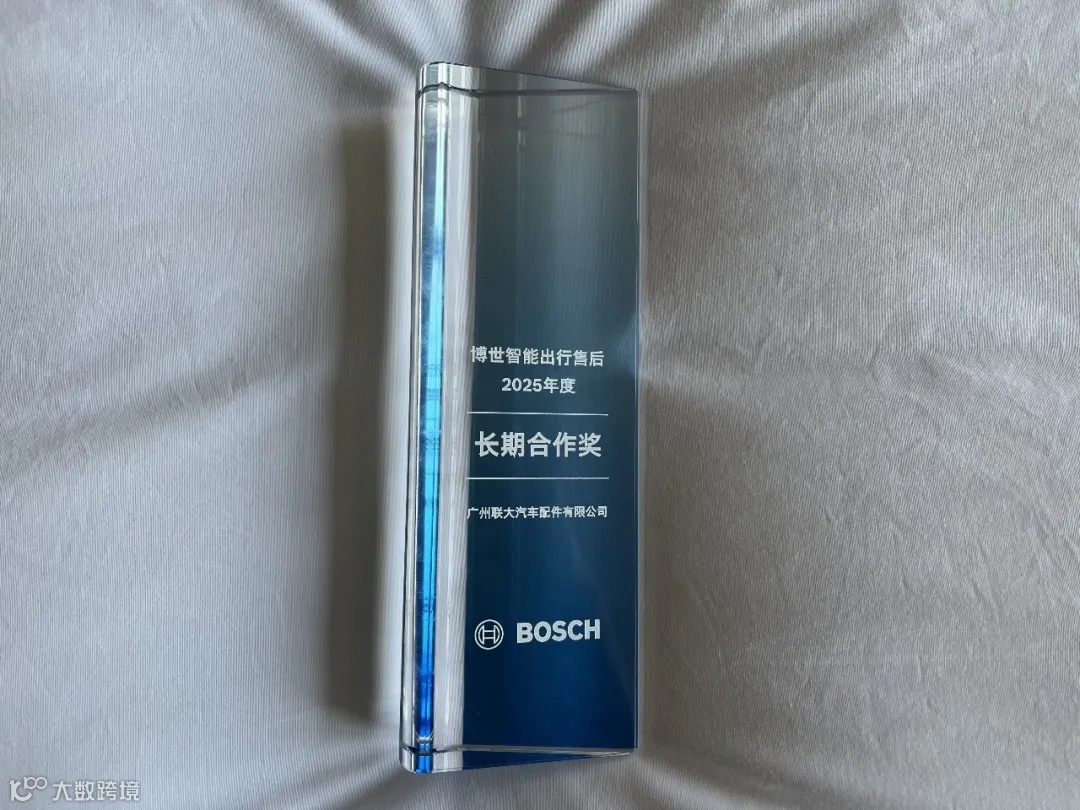 博世智能出行售后
2025年度
长期合作奖
广州联大汽车配件有限公司
BOSCH
大数跨境